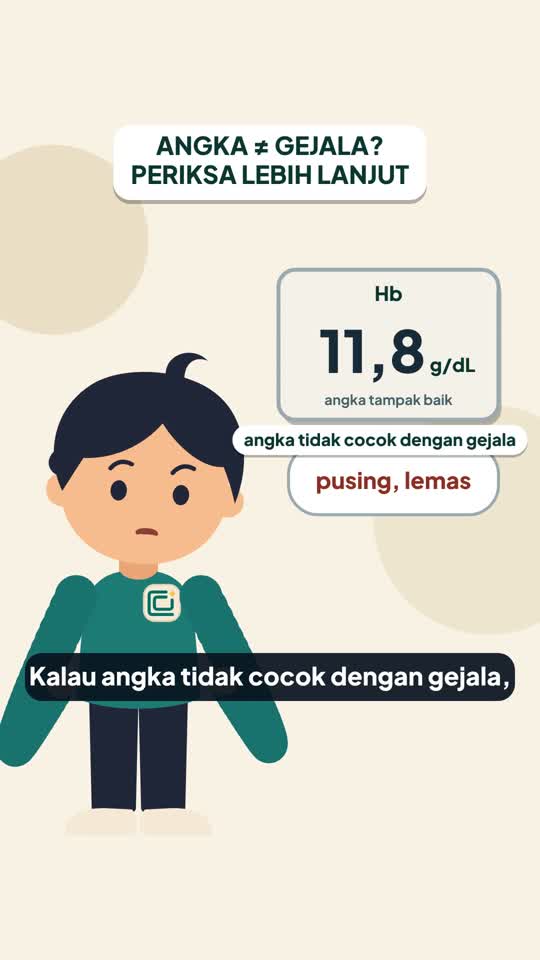 ANGKA ≠ GEJALA?
PERIKSA LEBIH LANJUT
Hb
11,8 g/dL
angka tampak baik
angka tidak cocok dengan gejala
pusing, lemas
Kalau angka tidak cocok dengan gejala,